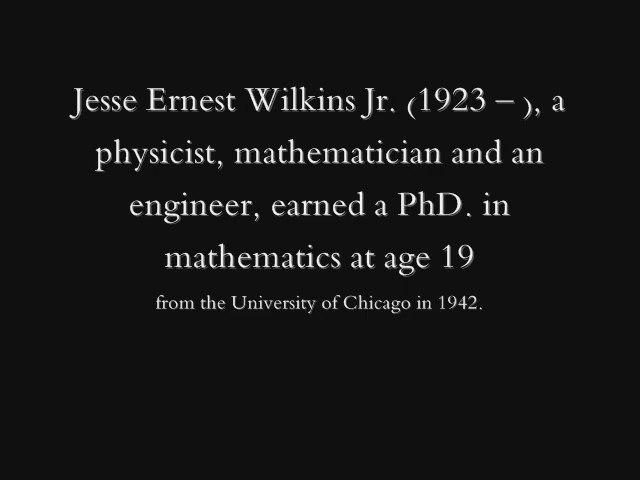 Jesse Ernest Wilkins Jr. (1923 – ), a
physicist, mathematician and an
engineer, earned a PhD. in
mathematics at age 19
from the University of Chicago in 1942.